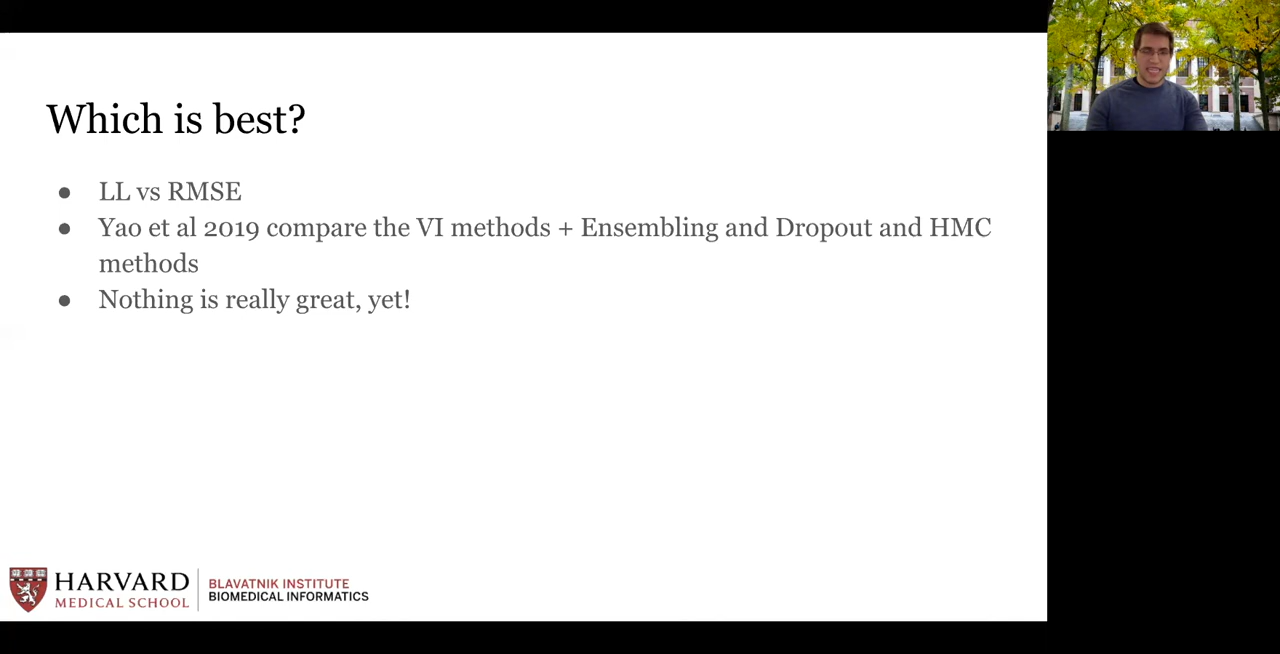 Which is best?
● LL vs RMSE
● Yao et al 2019 compare the VI methods + Ensembling and Dropout and HMC
methods
● Nothing is really great, yet!
HARVARD
MEDICAL SCHOOL
BLAVATNIK INSTITUTE
BIOMEDICAL INFORMATICS